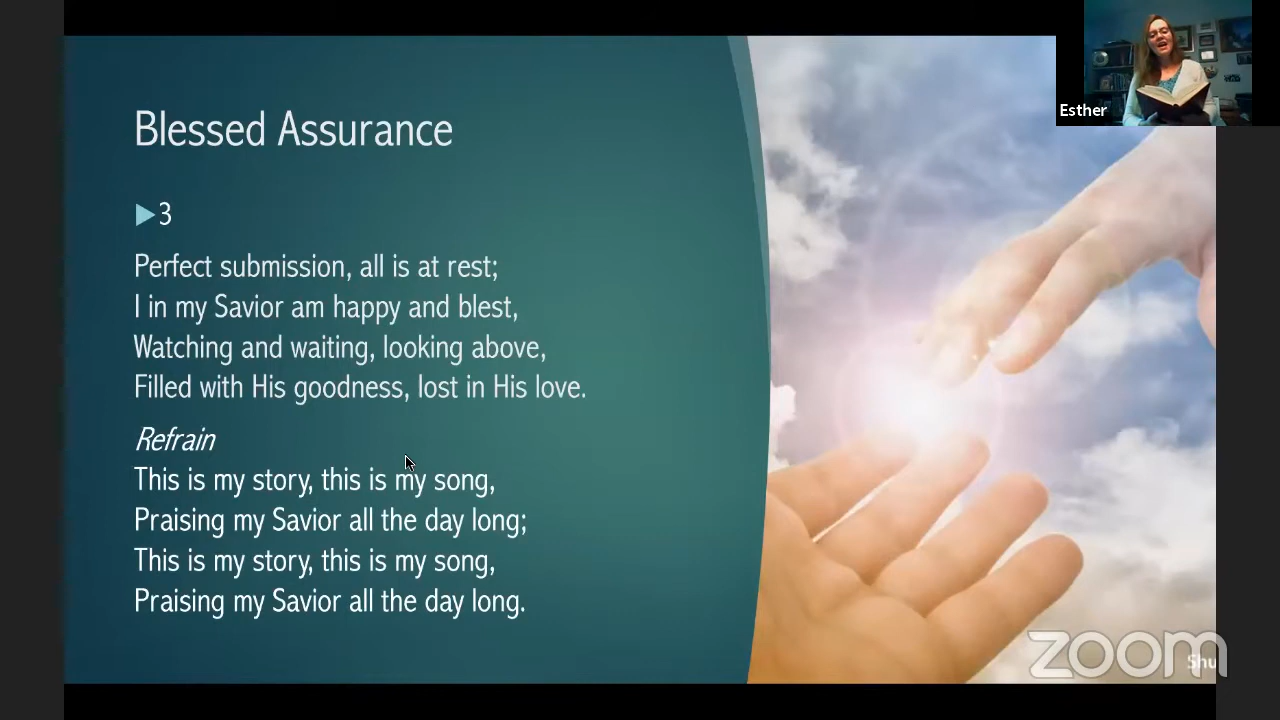 Blessed Assurance
3
Perfect submission, all is at rest;
I in my Savior am happy and blest,
Watching and waiting, looking above,
Filled with His goodness, lost in His love.
Refrain
This is my story, this is my song,
Praising my Savior all the day long;
This is my story, this is my song,
Praising my Savior all the day long.
Esther
zoom
Shu